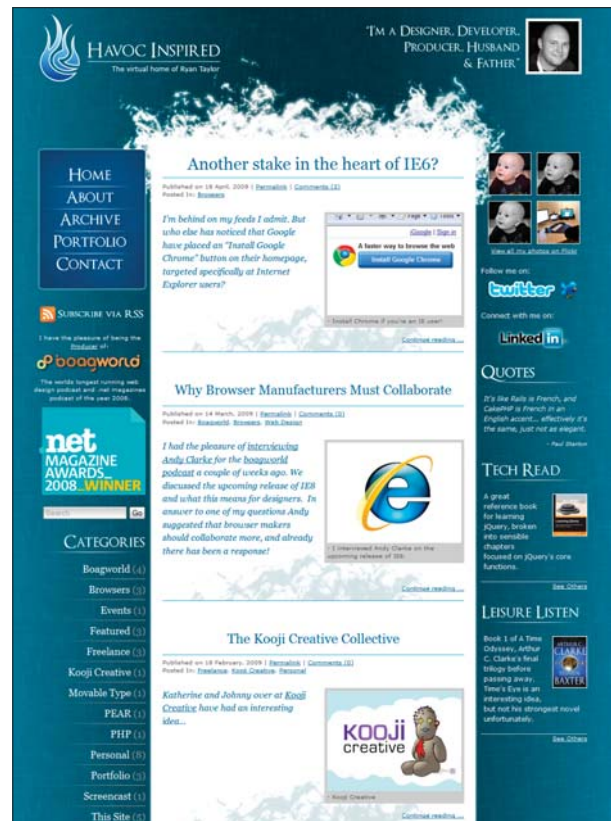 HAVOC INSPIRED
The virtual home of Ryan Taylor
"I'M A DESIGNER, DEVELOPER,
PRODUCER, HUSBAND
& FATHER"
HOME
ABOUT
ARCHIVE
PORTFOLIO
CONTACT
SUBSCRIBE VIA RSS
I have the pleasure of being the
Producer of:
boagworld
The worlds longest running web
design podcast and .net magazines
podcast of the year 2008.
.net
MAGAZINE
AWARDS_
2008_WINNER
Search
Go
CATEGORIES
Boagworld (4)
Browsers (3)
Events (1)
Featured (3)
Freelance (3)
Kooji Creative (1)
Movable Type (1)
PEAR (1)
PHP (1)
Personal (8)
Portfolio (3)
Screencast (1)
This Site (5)
Another stake in the heart of IE6?
Published on 18 April, 2009 | Permalink | Comments (2)
Posted In: Browsers
I'm behind on my feeds I admit. But
who else has noticed that Google
have placed an "Install Google
Chrome" button on their homepage,
targeted specifically at Internet
Explorer users?
Page
Tools
iGoogle | Sign in
A faster way to browse the web
Install Google Chrome
- Install Chrome if you're an IE user!
Continue reading ...
Why Browser Manufacturers Must Collaborate
Published on 14 March, 2009 | Permalink | Comments (0)
Posted In: Boagworld, Browsers, Web Design
I had the pleasure of interviewing
Andy Clarke for the boagworld
podcast a couple of weeks ago. We
discussed the upcoming release of IE8
and what this means for designers. In
answer to one of my questions Andy
suggested that browser makers
should collaborate more, and already
there has been a response!
- I interviewed Andy Clarke on the
upcoming release of IE8.
Continue reading ...
The Kooji Creative Collective
Published on 18 February, 2009 | Permalink | Comments (0)
Posted In: Freelance, Kooji Creative, Personal
Katherine and Johnny over at Kooji
Creative have had an interesting
idea...
KOOJI
creative
- Kooji Creative
Continue reading ...
View all my photos on Flickr
Follow me on:
twitter
Connect with me on:
Linked in
QUOTES
It's like Rails is French, and
CakePHP is French in an
English accent... effectively it's
the same, just not as elegant.
- Paul Stanton
TECH READ
A great
reference book
for learning
jQuery, broken
into sensible
chapters
focused on jQuery's core
functions.
See Others
LEISURE LISTEN
Book 1 of A Time
Odyssey, Arthur
C. Clarke's final
trilogy before
passing away.
Time's Eye is an
interesting idea,
but not his strongest novel
unfortunately.
ARTHUR C.
CLARKE
BAXTER
See Others